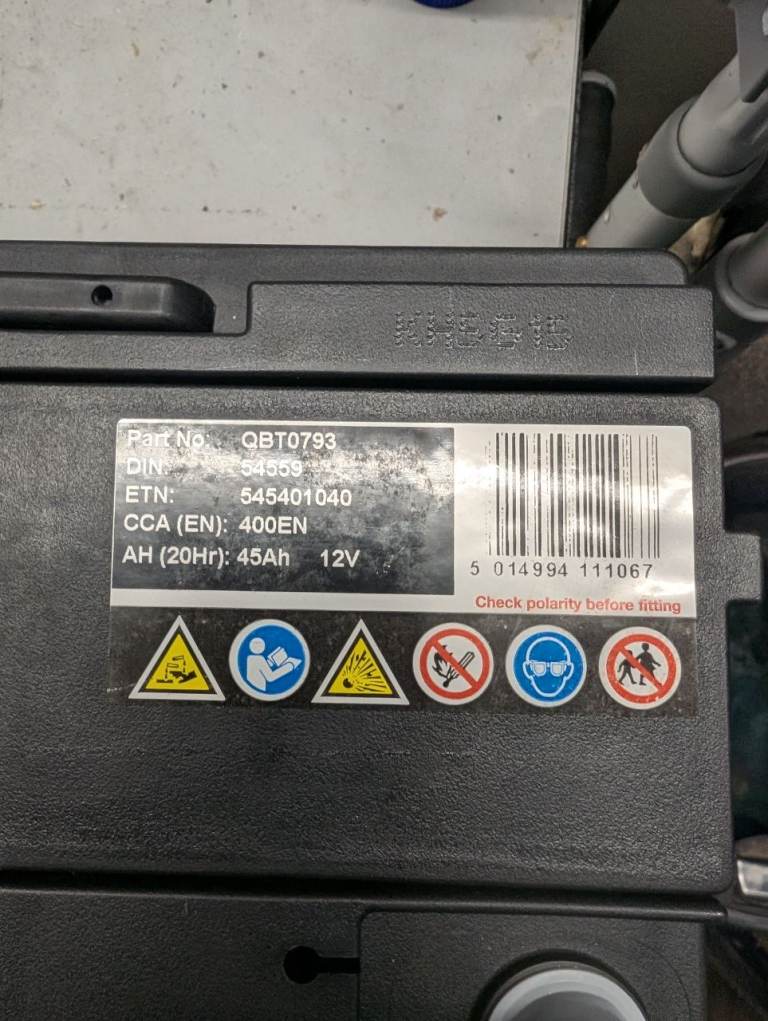 KH5G15
Part No: QBT0793
DIN: 54559
ETN: 545401040
CCA (EN): 400EN
AH (20Hr): 45Ah 12V
5 014994 111067
Check polarity before fitting